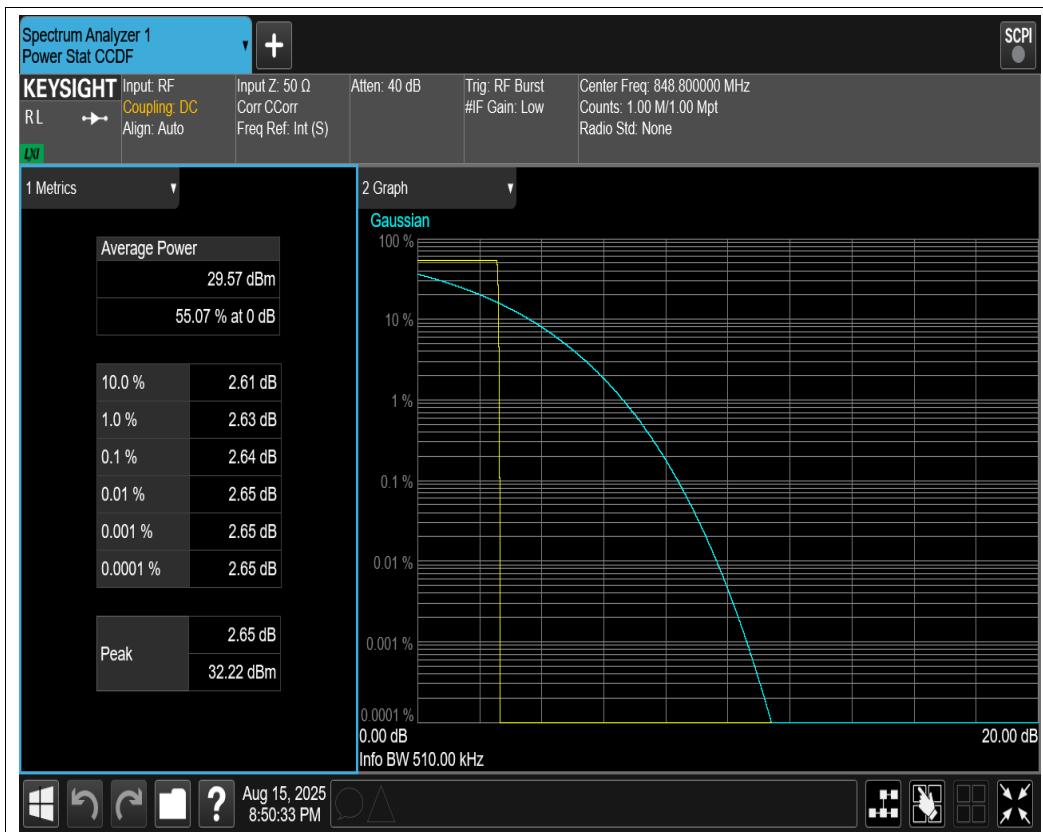 Spectrum Analyzer 1
Power Stat CCDF
+
SCPI
KEYSIGHT
RL
LXI
Input: RF
Coupling: DC
Align: Auto
Input Z: 50 Ω
Corr CCorr
Freq Ref: Int (S)
Atten: 40 dB
Trig: RF Burst
#IF Gain: Low
Center Freq: 848.800000 MHz
Counts: 1.00 M/1.00 Mpt
Radio Std: None
1 Metrics
Average Power
29.57 dBm
55.07 % at 0 dB
10.0 % 2.61 dB
1.0 % 2.63 dB
0.1 % 2.64 dB
0.01 % 2.65 dB
0.001 % 2.65 dB
0.0001 % 2.65 dB
Peak
2.65 dB
32.22 dBm
2 Graph
Gaussian
100 %
10 %
1 %
0.1 %
0.01 %
0.001 %
0.0001 %
0.00 dB 20.00 dB
Info BW 510.00 kHz
?
Aug 15, 2025
8:50:33 PM